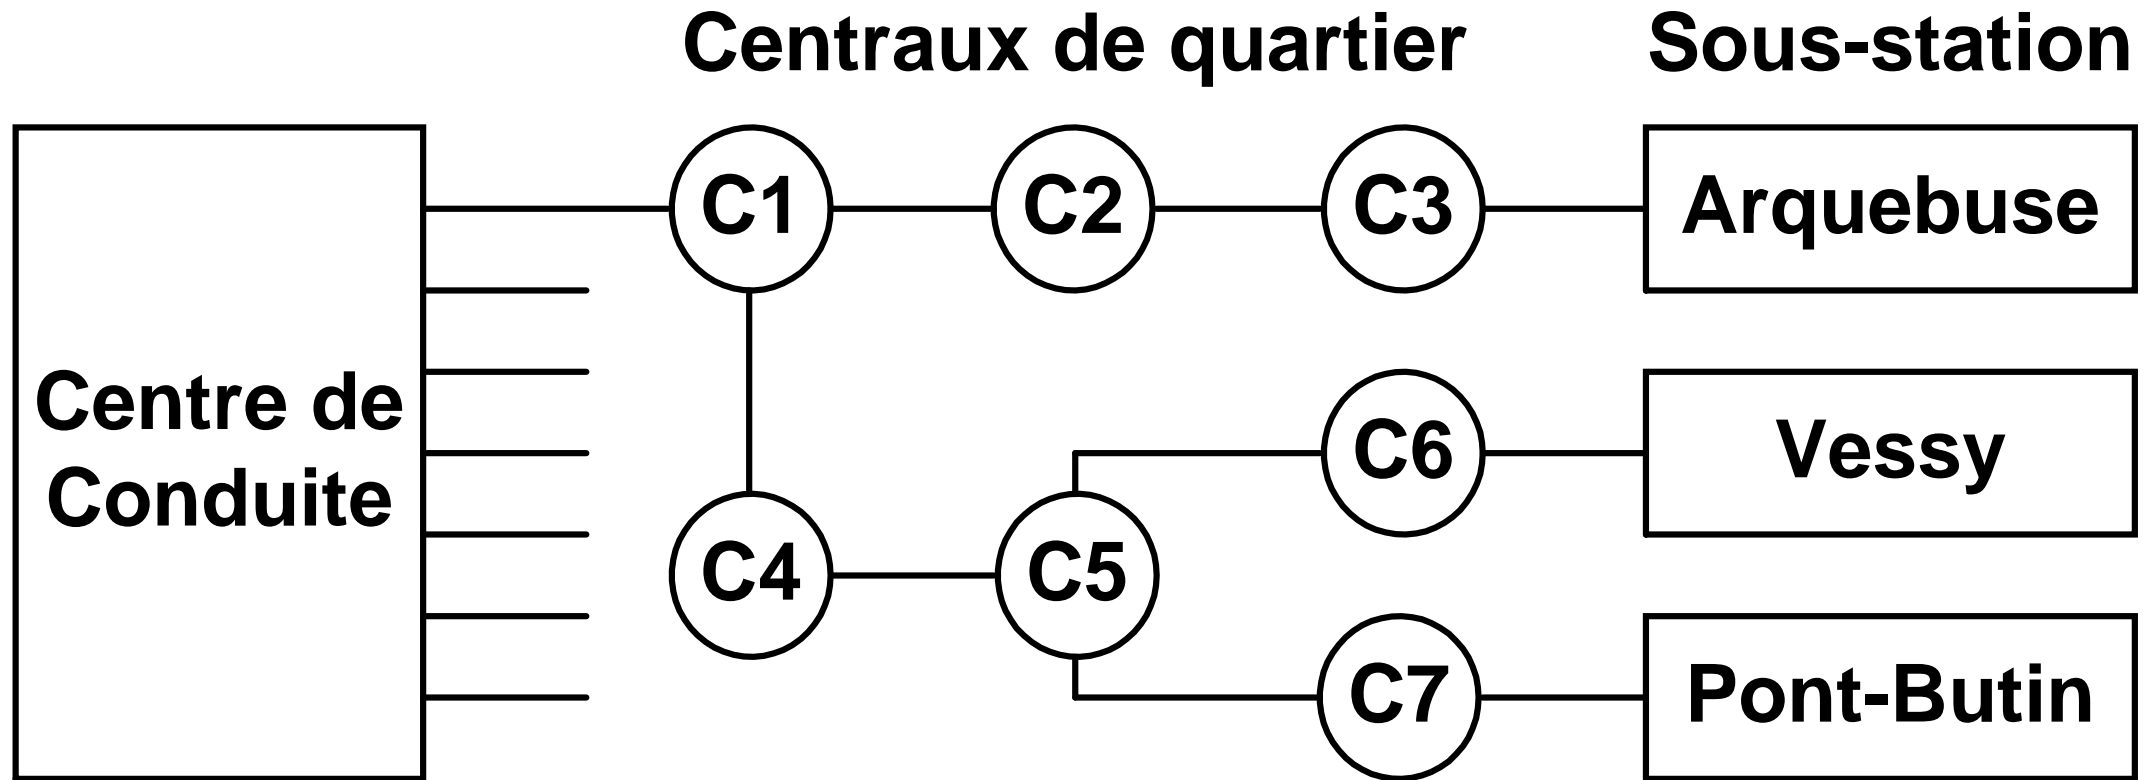 Centraux de quartier
Sous-station
C1
C2
C3
Arquebuse
Centre de
Conduite
C6
Vessy
C4
C5
C7
Pont-Butin